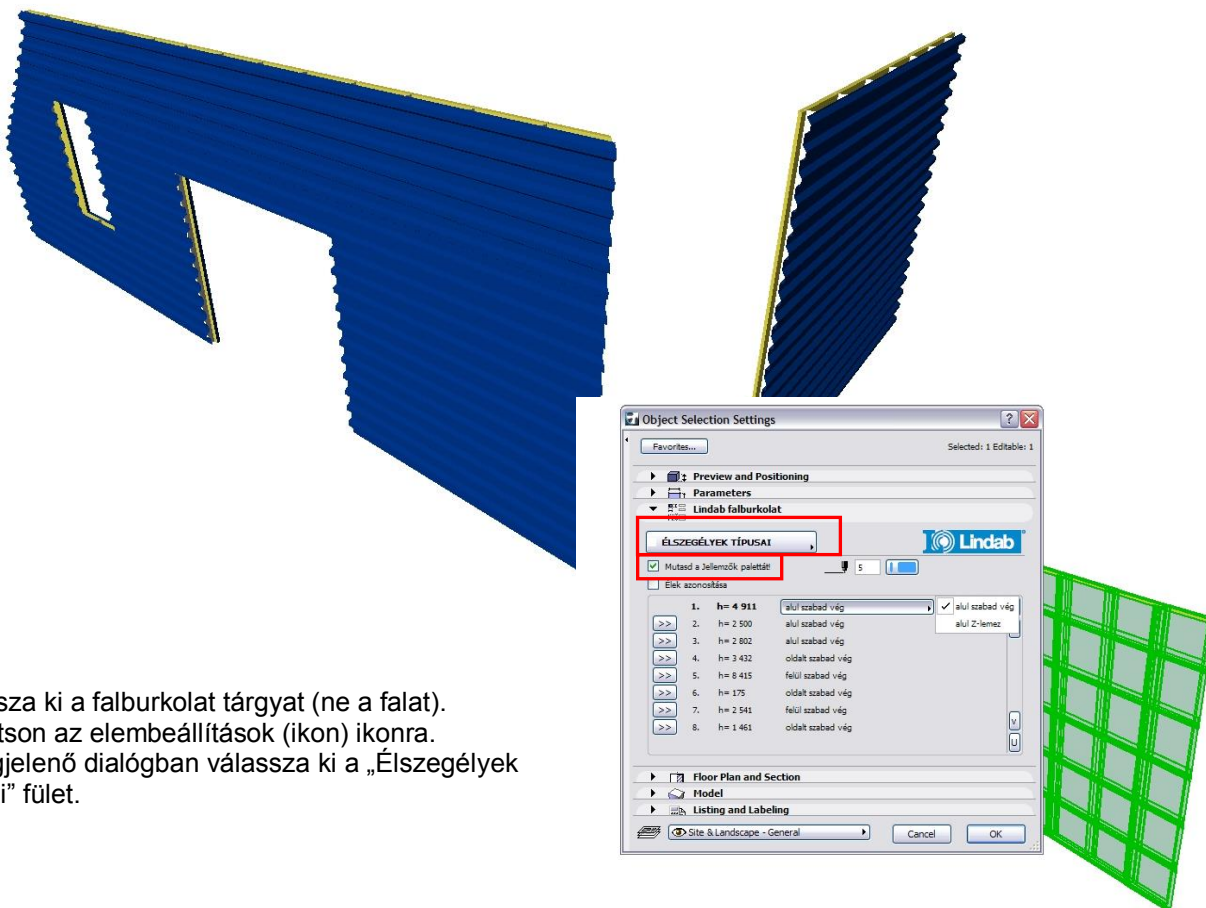 Object Selection Settings
Favorites...
Selected: 1 Editable: 1
Preview and Positioning
Parameters
Lindab falburkolat
ÉLSZEGÉLYEK TÍPUSAI
Lindab
Mutasd a Jellemzők palettát!
5
Élek azonosítása
1. h= 4 911 alul szabad vég
alul szabad vég
alul Z-lemez
>> 2. h= 2 500 alul szabad vég
>> 3. h= 2 802 alul szabad vég
>> 4. h= 3 432 oldalt szabad vég
>> 5. h= 8 415 felül szabad vég
>> 6. h= 175 oldalt szabad vég
>> 7. h= 2 541 felül szabad vég
>> 8. h= 1 461 oldalt szabad vég
V
U
Floor Plan and Section
Model
Listing and Labeling
Site & Landscape - General
Cancel
OK
ssza ki a falburkolat tárgyat (ne a falat).
tson az elembeállítások (ikon) ikonra.
gjelenő dialógban válassza ki a „Élszegélyek
i” fület.